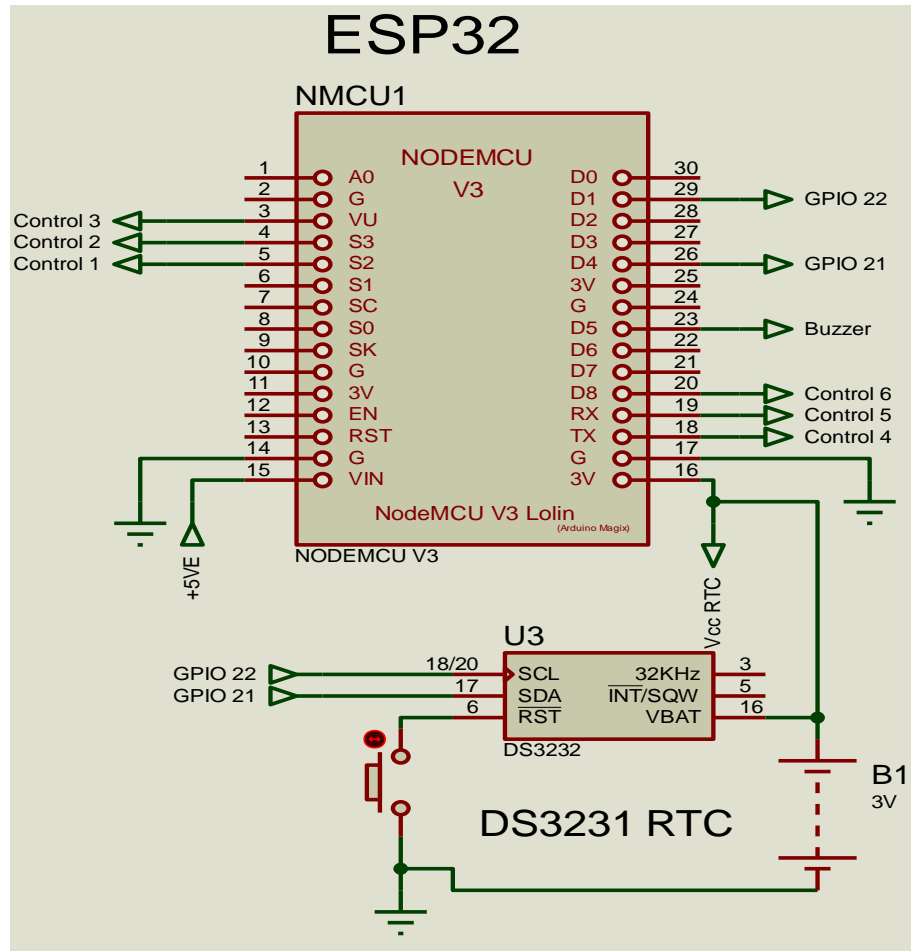 ESP32
NMCU1
NODEMCU
V3
1 A0 D0 30
2 G D1 29 GPIO 22
Control 3 3 VU D2 28
Control 2 4 S3 D3 27
Control 1 5 S2 D4 26 GPIO 21
6 S1 3V 25
7 SC G 24
8 S0 D5 23 Buzzer
9 SK D6 22
10 G D7 21
11 3V D8 20 Control 6
12 EN RX 19 Control 5
13 RST TX 18 Control 4
14 G G 17
15 VIN 3V 16
NodeMCU V3 Lolin
(Arduino Magix)
NODEMCU V3
+5VE
Vcc RTC
U3
GPIO 22 18/20 SCL 32KHz 3
GPIO 21 17 SDA INT/SQW 5
6 RST VBAT 16
DS3232
B1
3V
DS3231 RTC